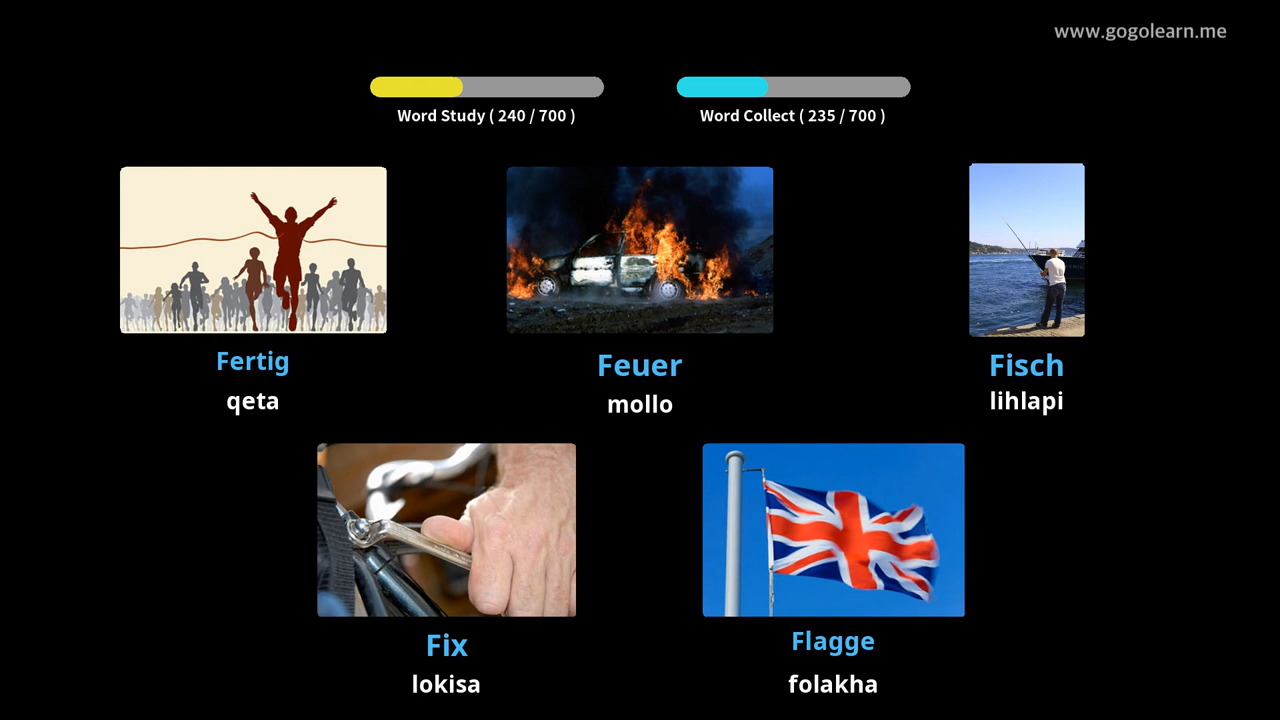 www.gogolearn.me
Word Study ( 240 / 700 )
Word Collect ( 235 / 700 )
Fertig
qeta
Feuer
mollo
Fisch
lihlapi
Fix
lokisa
Flagge
folakha